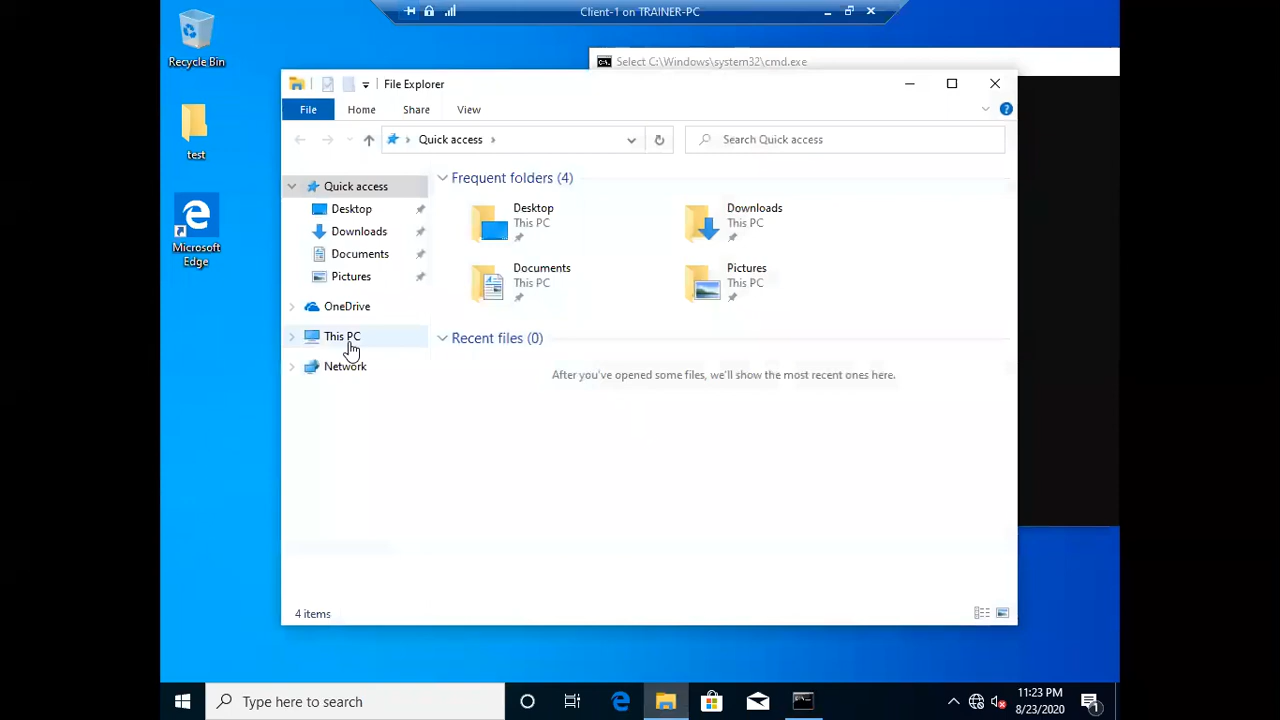 Client-1 on TRAINER-PC
Recycle Bin
Select C:\Windows\system32\cmd.exe
File Explorer
File
Home
Share
View
Quick access
Search Quick access
test
Quick access
Desktop
Downloads
Documents
Pictures
OneDrive
This PC
Network
Frequent folders (4)
Desktop
This PC
Downloads
This PC
Documents
This PC
Pictures
This PC
Recent files (0)
After you've opened some files, we'll show the most recent ones here.
Microsoft
Edge
4 items
Type here to search
11:23 PM
8/23/2020
1